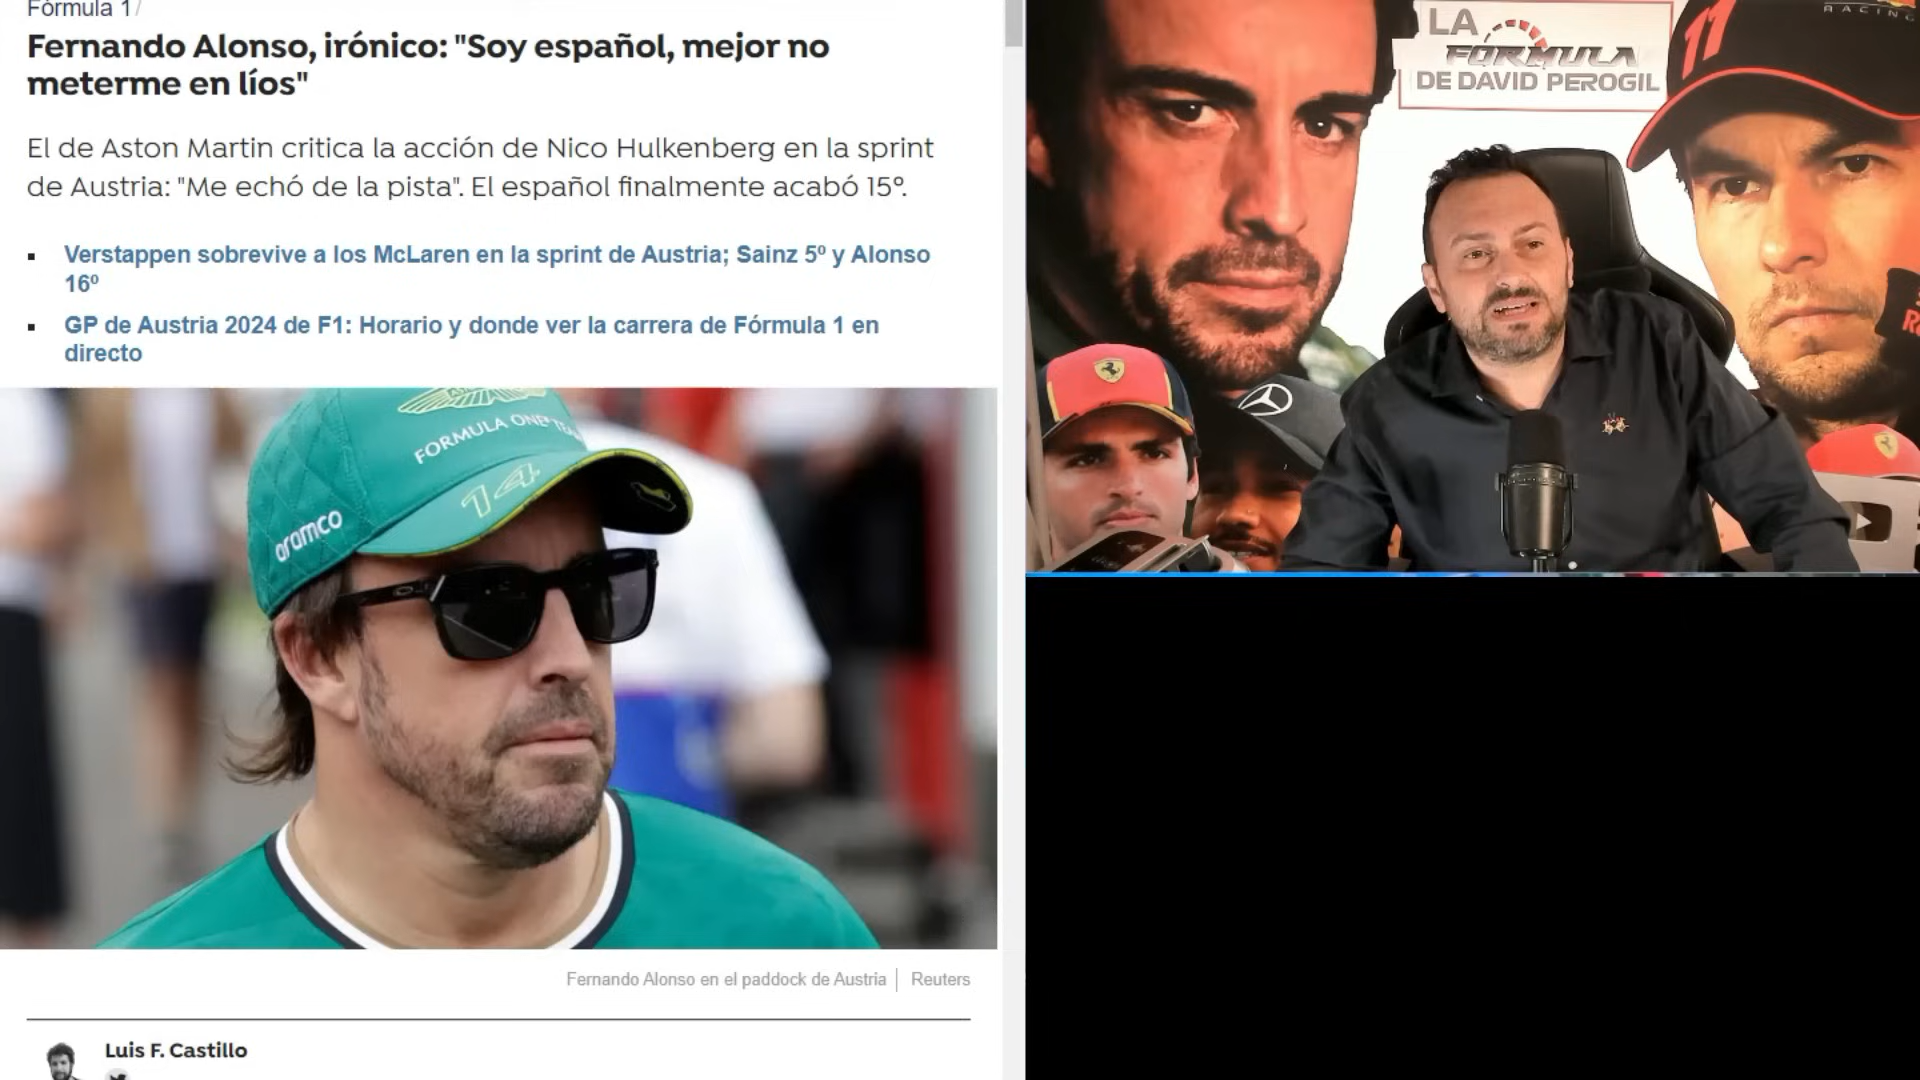 Fórmula 1/
Fernando Alonso, irónico: "Soy español, mejor no
meterme en líos"
El de Aston Martin critica la acción de Nico Hulkenberg en la sprint
de Austria: "Me echó de la pista". El español finalmente acabó 15º.
Verstappen sobrevive a los McLaren en la sprint de Austria; Sainz 5º y Alonso
16º
GP de Austria 2024 de F1: Horario y donde ver la carrera de Fórmula 1 en
directo
FORMULA ONE® TEAM
14
aramco
Fernando Alonso en el paddock de Austria | Reuters
Luis F. Castillo
LA
FORMULA
DE DAVID PEROGIL
11
RACING